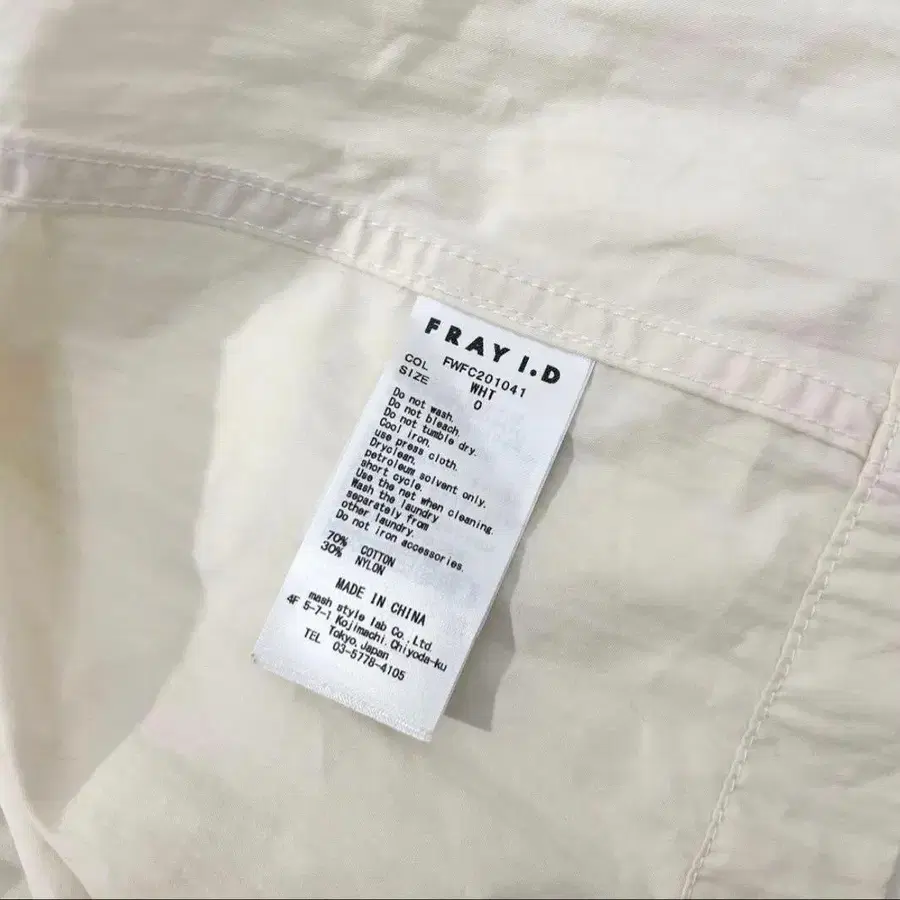 FRAY I.D
FWFC201041
COL WHT
SIZE 0
Do not wash.
Do not bleach.
Do not tumble dry.
Cool iron.
use press cloth.
Dryclean.
petroleum solvent only.
short cycle.
Use the net when cleaning.
Wash the laundry
separately from
other laundry.
Do not iron accessories.
70% COTTON
30% NYLON
MADE IN CHINA
mash style lab Co.,Ltd.
4F 5-7-1 Kojimachi,Chiyoda-ku
Tokyo,Japan
TEL 03-5778-4105